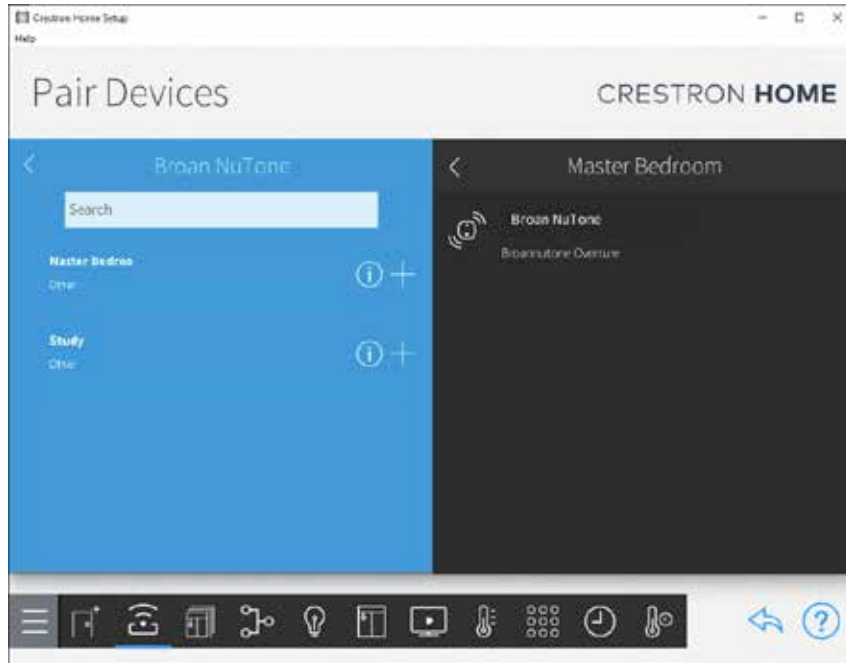 Crestron Home Setup
Help
Pair Devices
CRESTRON HOME
Broan NuTone
Search
Master Bedroo
Other
Study
Other
Master Bedroom
Broan NuTone
Broannutone Overture